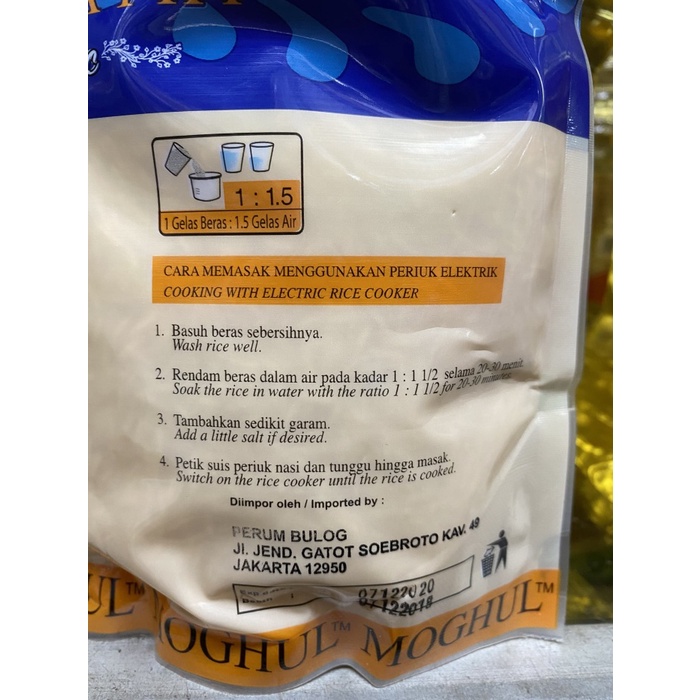 1 : 1.5
1 Gelas Beras : 1.5 Gelas Air
CARA MEMASAK MENGGUNAKAN PERIUK ELEKTRIK
COOKING WITH ELECTRIC RICE COOKER
1. Basuh beras sebersihnya.
Wash rice well.
2. Rendam beras dalam air pada kadar 1 : 1 1/2 selama 20-30 menit.
Soak the rice in water with the ratio 1 : 1 1/2 for 20-30 minutes.
3. Tambahkan sedikit garam.
Add a little salt if desired.
4. Petik suis periuk nasi dan tunggu hingga masak.
Switch on the rice cooker until the rice is cooked.
Diimpor oleh / Imported by :
PERUM BULOG
Jl. JEND. GATOT SOEBROTO KAV. 49
JAKARTA 12950
07122020
07122018
MOGHUL™ MOGHUL™